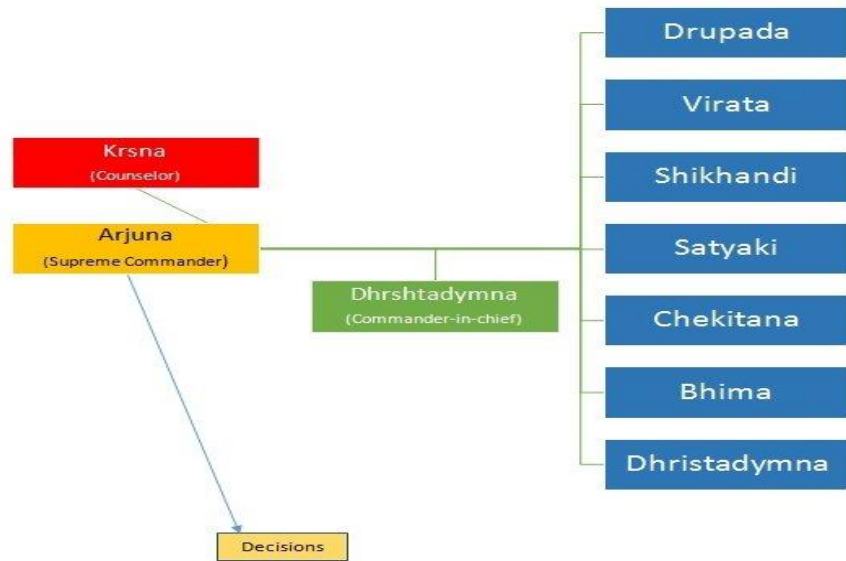 Krsna
(Counselor)
Arjuna
(Supreme Commander)
Dhrshtadymna
(Commander-in-chief)
Drupada
Virata
Shikhandi
Satyaki
Chekitana
Bhima
Dhristadymna
Decisions